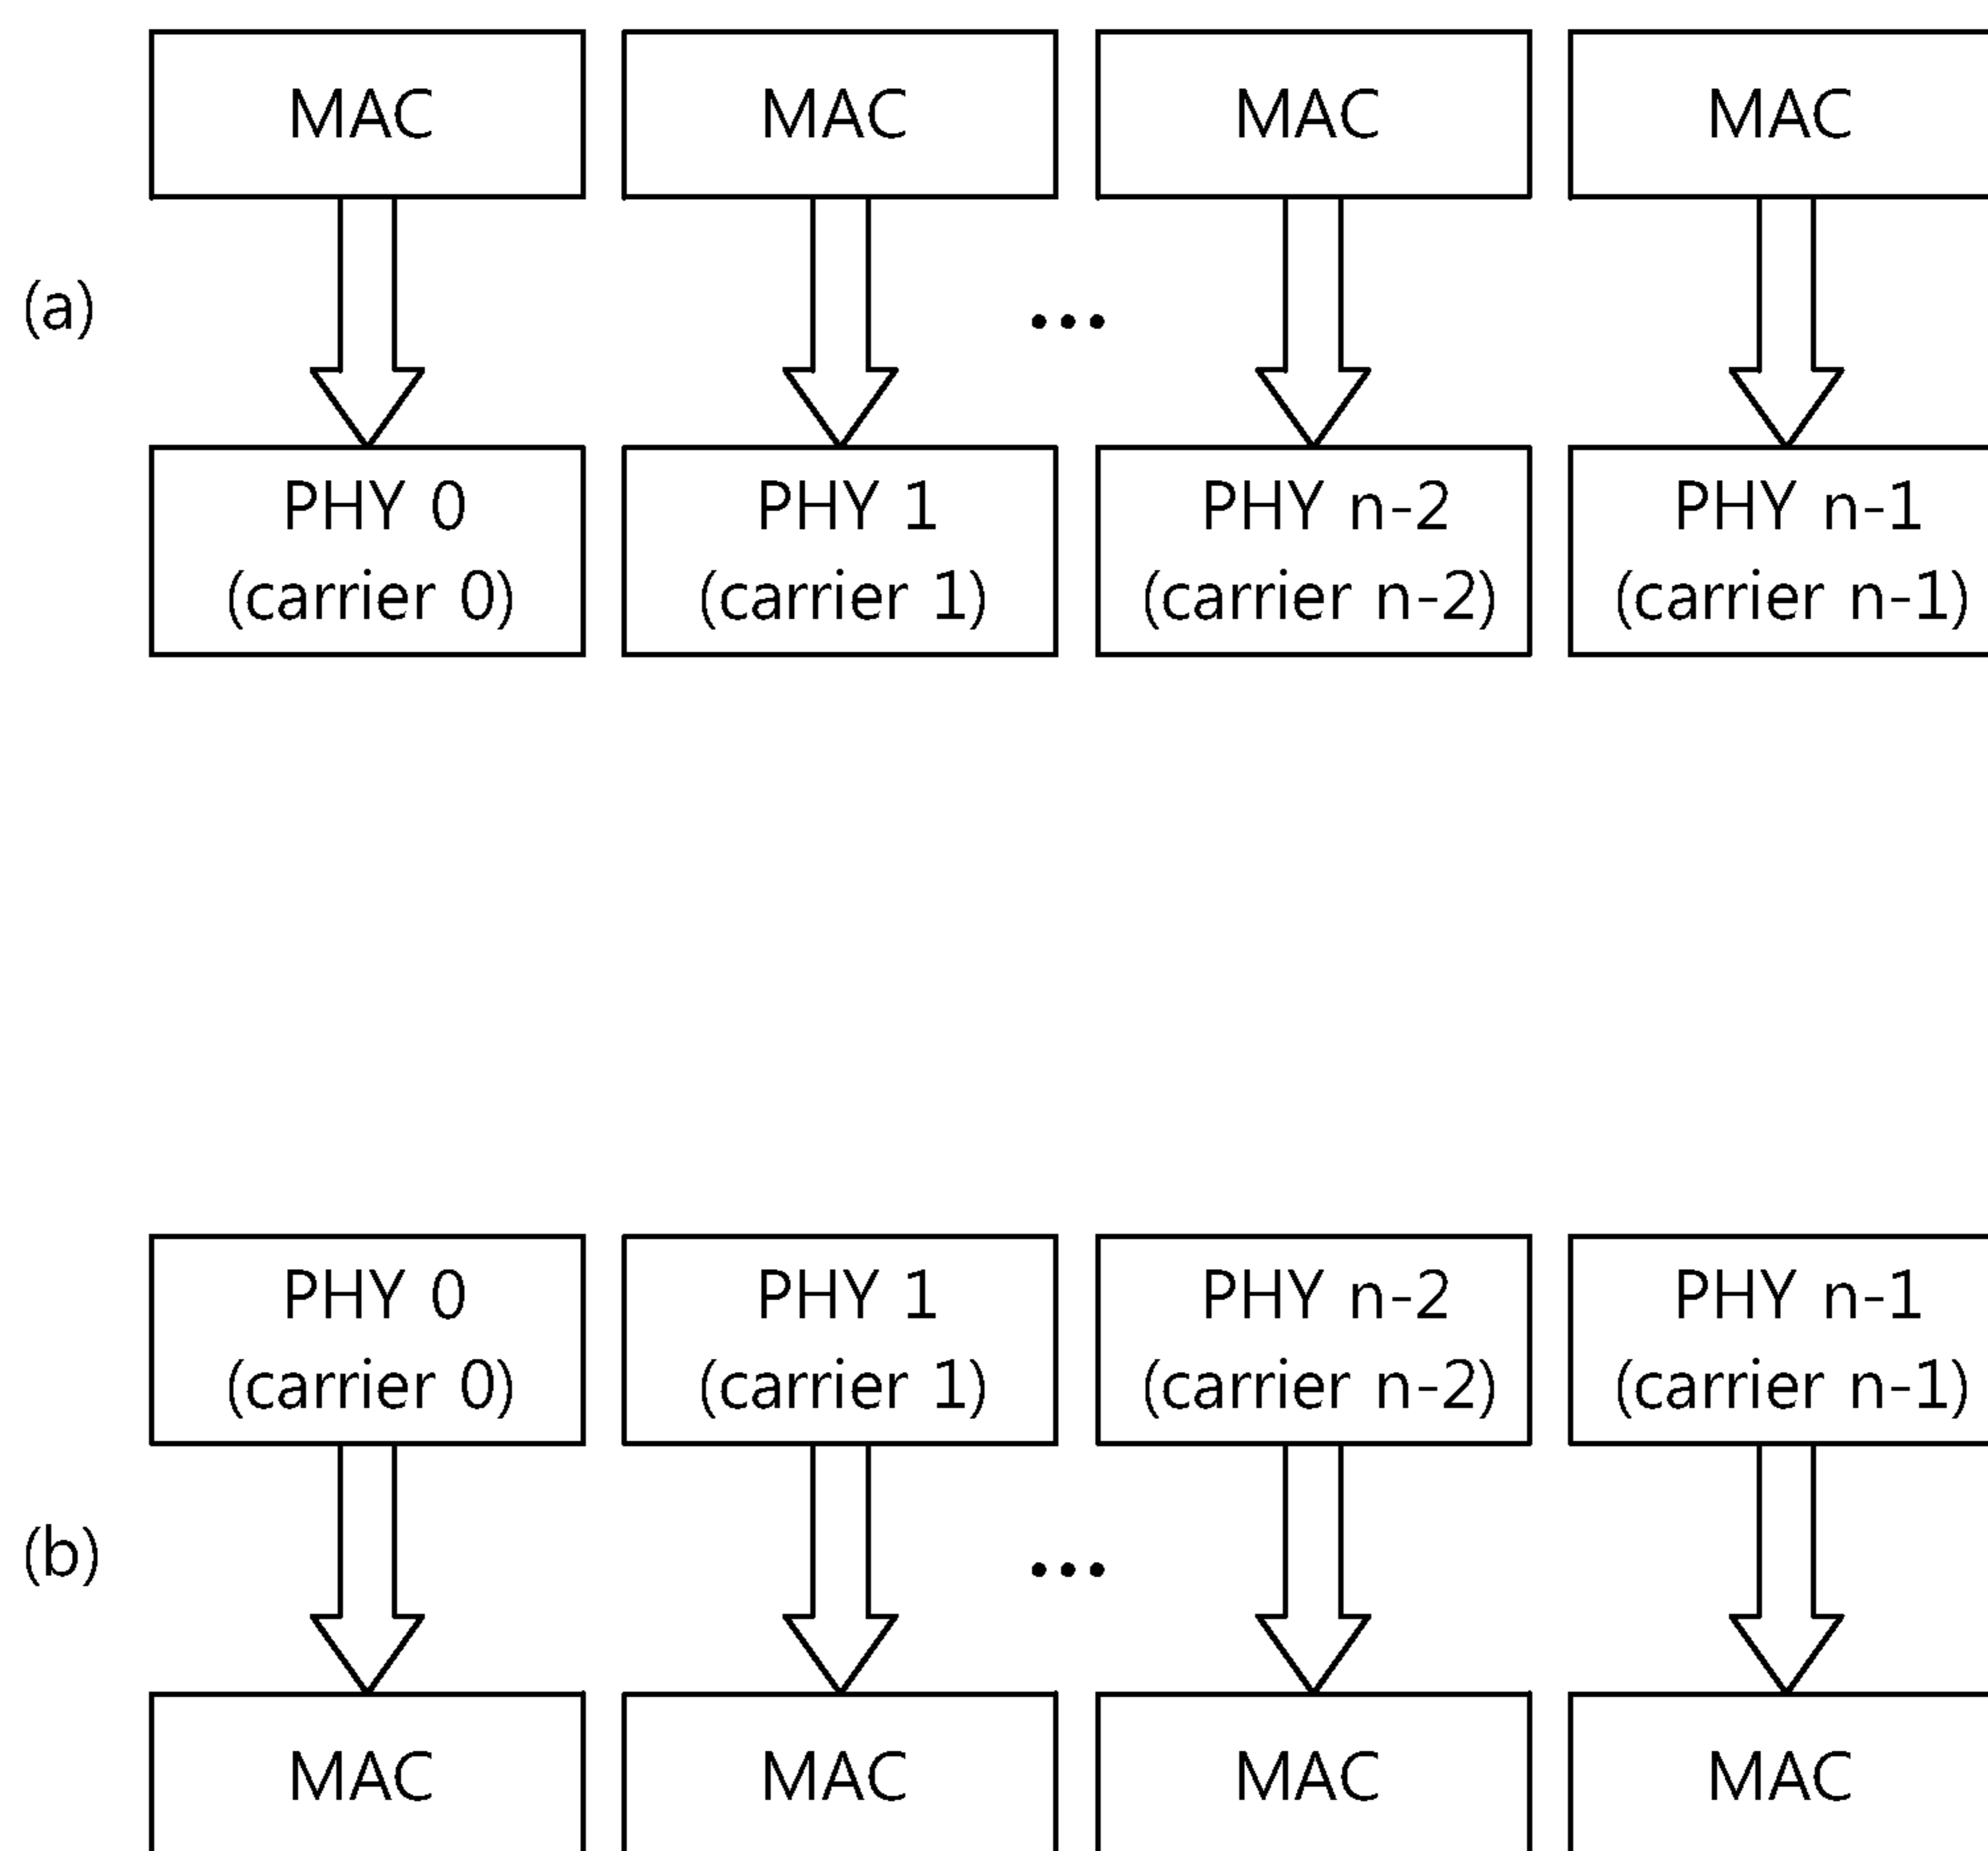 MAC MAC MAC MAC
(a)
...
PHY 0 PHY 1 PHY n-2 PHY n-1
(carrier 0) (carrier 1) (carrier n-2) (carrier n-1)
PHY 0 PHY 1 PHY n-2 PHY n-1
(carrier 0) (carrier 1) (carrier n-2) (carrier n-1)
(b)
...
MAC MAC MAC MAC